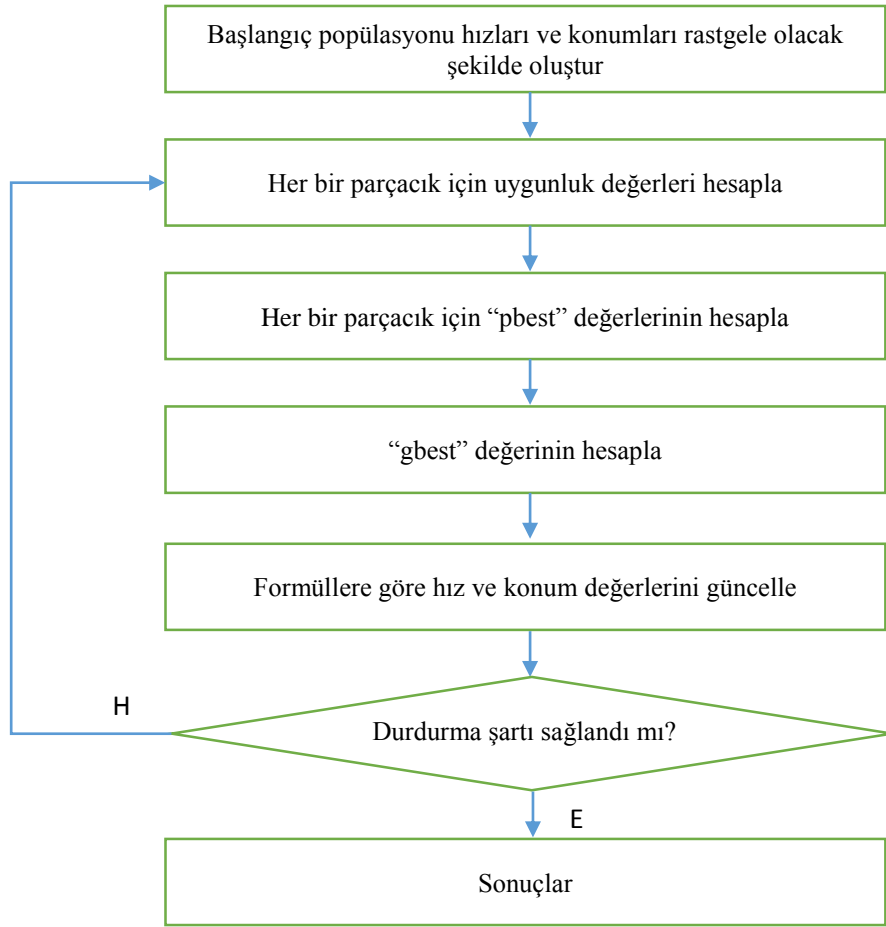 Başlangıç popülasyonu hızları ve konumları rastgele olacak
şekilde oluştur
Her bir parçacık için uygunluk değerleri hesapla
Her bir parçacık için “pbest” değerlerinin hesapla
“gbest” değerinin hesapla
Formüllere göre hız ve konum değerlerini güncelle
H
Durdurma şartı sağlandı mı?
E
Sonuçlar